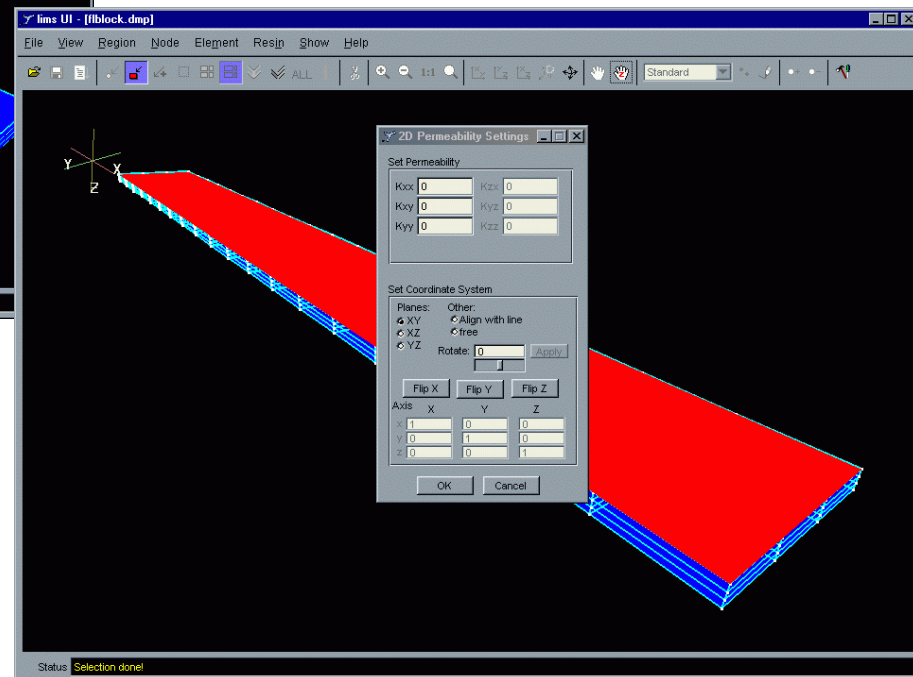 lims UI - [flblock.dmp]
File View Region Node Element Resin Show Help
ALL 1:1 Standard
Y X Z
2D Permeability Settings
Set Permeability
Kxx 0 Kzx 0
Kxy 0 Kyz 0
Kyy 0 Kzz 0
Set Coordinate System
Planes: Other:
XY Align with line
XZ free
YZ Rotate: 0 Apply
Flip X Flip Y Flip Z
Axis X Y Z
X 1 0 0
Y 0 1 0
Z 0 0 1
OK Cancel
Status Selection done!